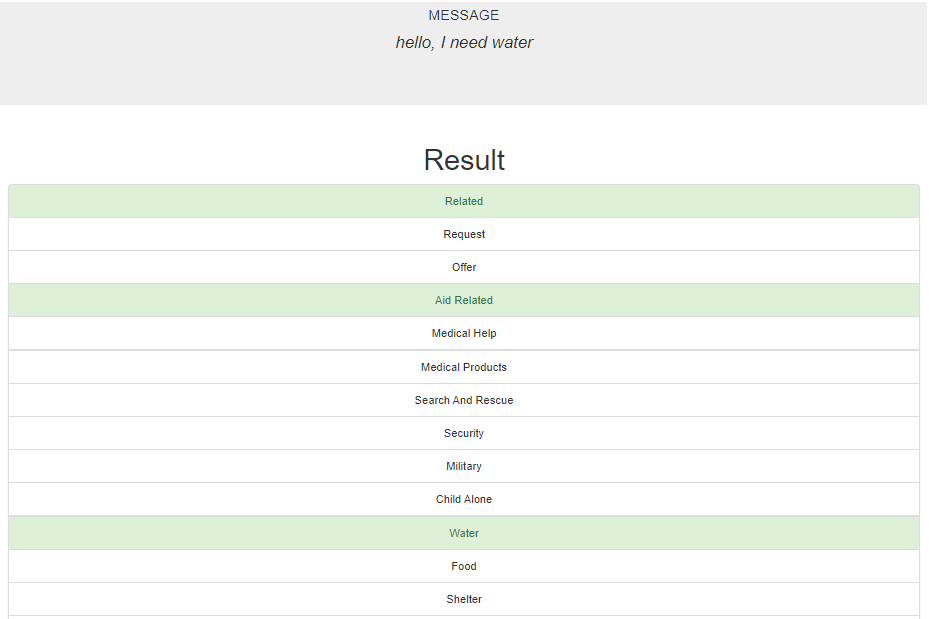 MESSAGE
hello, I need water
Result
Related
Request
Offer
Aid Related
Medical Help
Medical Products
Search And Rescue
Security
Military
Child Alone
Water
Food
Shelter